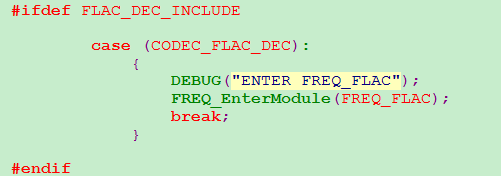 #ifdef FLAC_DEC_INCLUDE
case (CODEC_FLAC_DEC):
{
DEBUG("ENTER FREQ_FLAC");
FREQ_EnterModule(FREQ_FLAC);
break;
}
#endif